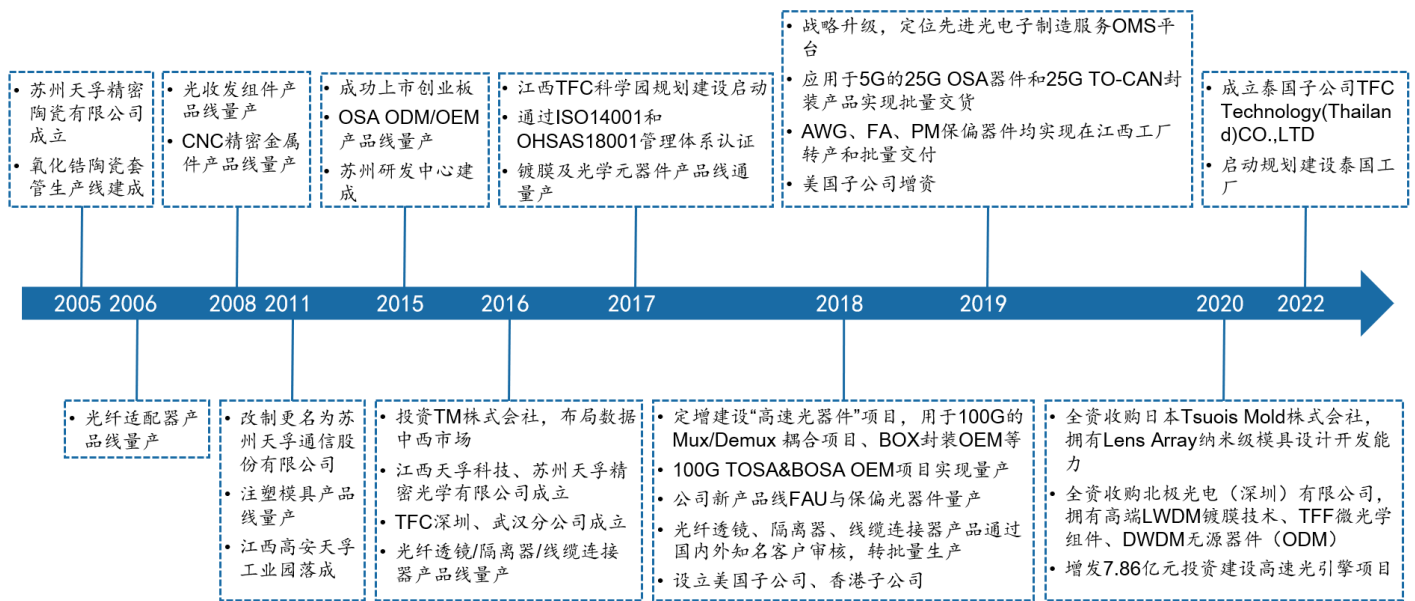 • 苏州天孚精密
陶瓷有限公司
成立
• 氧化锆陶瓷套
管生产线建成
• 光收发组件产
品线量产
• CNC精密金属
件产品线量产
• 成功上市创业板
• OSA ODM/OEM
产品线量产
• 苏州研发中心建
成
• 江西TFC科学园规划建设启动
• 通过ISO14001和
OHSAS18001管理体系认证
• 镀膜及光学元器件产品线通
量产
• 战略升级，定位先进光电子制造服务OMS平
台
• 应用于5G的25G OSA器件和25G TO-CAN封
装产品实现批量交货
• AWG、FA、PM保偏器件均实现在江西工厂
转产和批量交付
• 美国子公司增资
• 成立泰国子公司TFC
Technology(Thailan
d)CO.,LTD
• 启动规划建设泰国工
厂
2005 2006 2008 2011 2015 2016 2017 2018 2019 2020 2022
• 光纤适配器产
品线量产
• 改制更名为苏
州天孚通信股
份有限公司
• 注塑模具产品
线量产
• 江西高安天孚
工业园落成
• 投资TM株式会社，布局数据
中西市场
• 江西天孚科技、苏州天孚精
密光学有限公司成立
• TFC深圳、武汉分公司成立
• 光纤透镜/隔离器/线缆连接
器产品线量产
• 定增建设“高速光器件”项目，用于100G的
Mux/Demux 耦合项目、BOX封装OEM等
• 100G TOSA&BOSA OEM项目实现量产
• 公司新产品线FAU与保偏光器件量产
• 光纤透镜、隔离器、线缆连接器产品通过
国内外知名客户审核，转批量生产
• 设立美国子公司、香港子公司
• 全资收购日本Tsuois Mold株式会社，
拥有Lens Array纳米级模具设计开发能
力
• 全资收购北极光电（深圳）有限公司，
拥有高端LWDM镀膜技术、TFF微光学
组件、DWDM无源器件（ODM）
• 增发7.86亿元投资建设高速光引擎项目